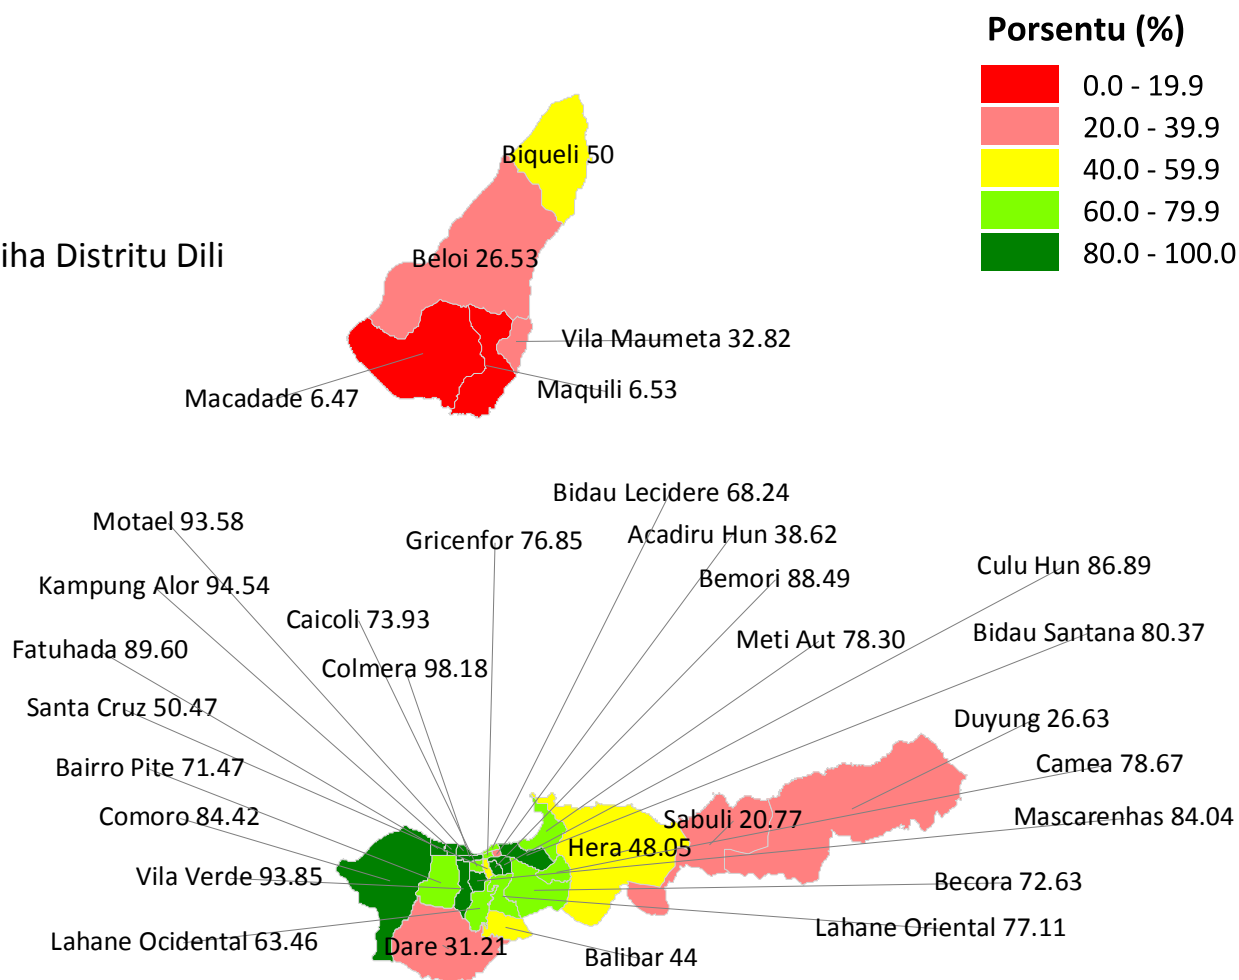 Porsentu (%)
0.0 - 19.9
20.0 - 39.9
40.0 - 59.9
60.0 - 79.9
80.0 - 100.0
Biqueli 50
iha Distritu Dili
Beloi 26.53
Vila Maumeta 32.82
Maquili 6.53
Macadade 6.47
Bidau Lecidere 68.24
Motael 93.58
Acadiru Hun 38.62
Gricenfor 76.85
Culu Hun 86.89
Bemori 88.49
Kampung Alor 94.54
Caicoli 73.93
Bidau Santana 80.37
Meti Aut 78.30
Fatuhada 89.60
Colmera 98.18
Santa Cruz 50.47
Duyung 26.63
Camea 78.67
Bairro Pite 71.47
Comoro 84.42
Mascarenhas 84.04
Sabuli 20.77
Hera 48.05
Vila Verde 93.85
Becora 72.63
Lahane Oriental 77.11
Lahane Ocidental 63.46
Dare 31.21
Balibar 44